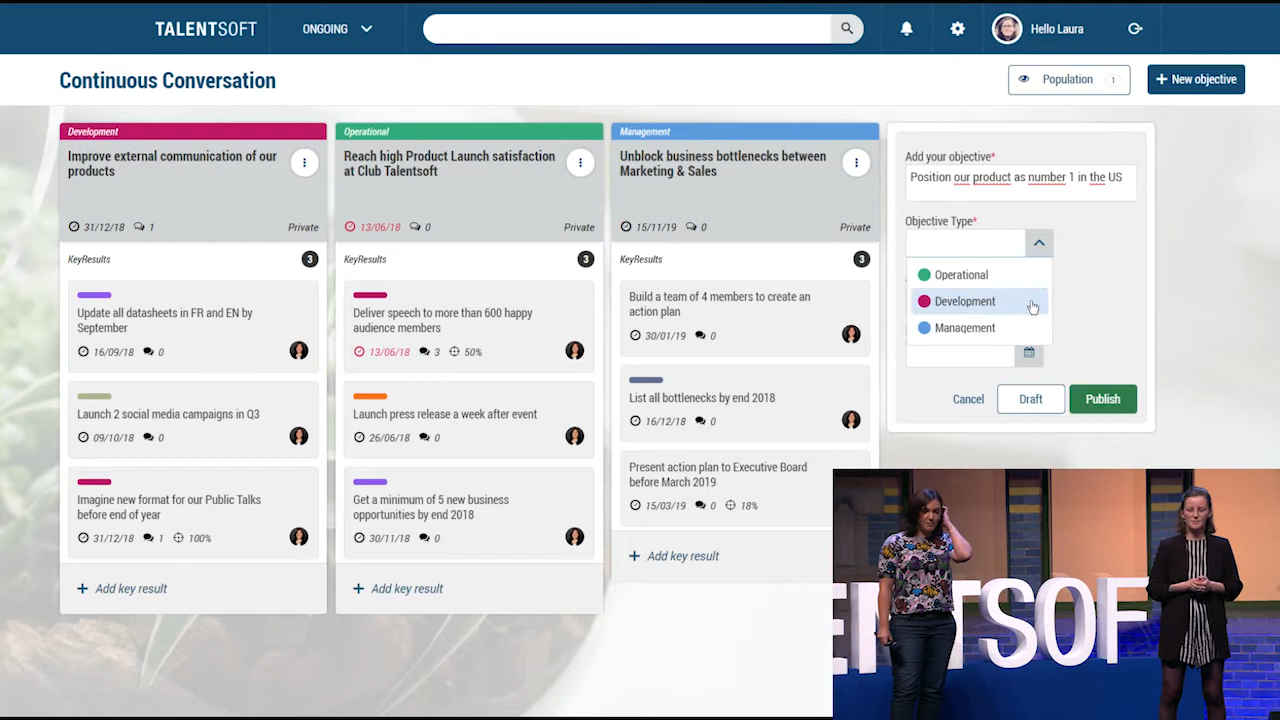 TALENTSOFT
ONGOING
Hello Laura
Continuous Conversation
Population 1
+ New objective
Development
Improve external communication of our
products
31/12/18 1 Private
KeyResults 3
Update all datasheets in FR and EN by
September
16/09/18 0
Launch 2 social media campaigns in Q3
09/10/18 0
Imagine new format for our Public Talks
before end of year
31/12/18 1 100%
+ Add key result
Operational
Reach high Product Launch satisfaction
at Club Talentsoft
13/06/18 0 Private
KeyResults 3
Deliver speech to more than 600 happy
audience members
13/06/18 3 50%
Launch press release a week after event
26/06/18 0
Get a minimum of 5 new business
opportunities by end 2018
30/11/18 0
+ Add key result
Management
Unblock business bottlenecks between
Marketing & Sales
15/11/19 0 Private
KeyResults 3
Build a team of 4 members to create an
action plan
30/01/19 0
List all bottlenecks by end 2018
16/12/18 0
Present action plan to Executive Board
before March 2019
15/03/19 0 18%
+ Add key result
Add your objective*
Position our product as number 1 in the US
Objective Type*
Operational
Development
Management
Cancel
Draft
Publish
ENTSOF